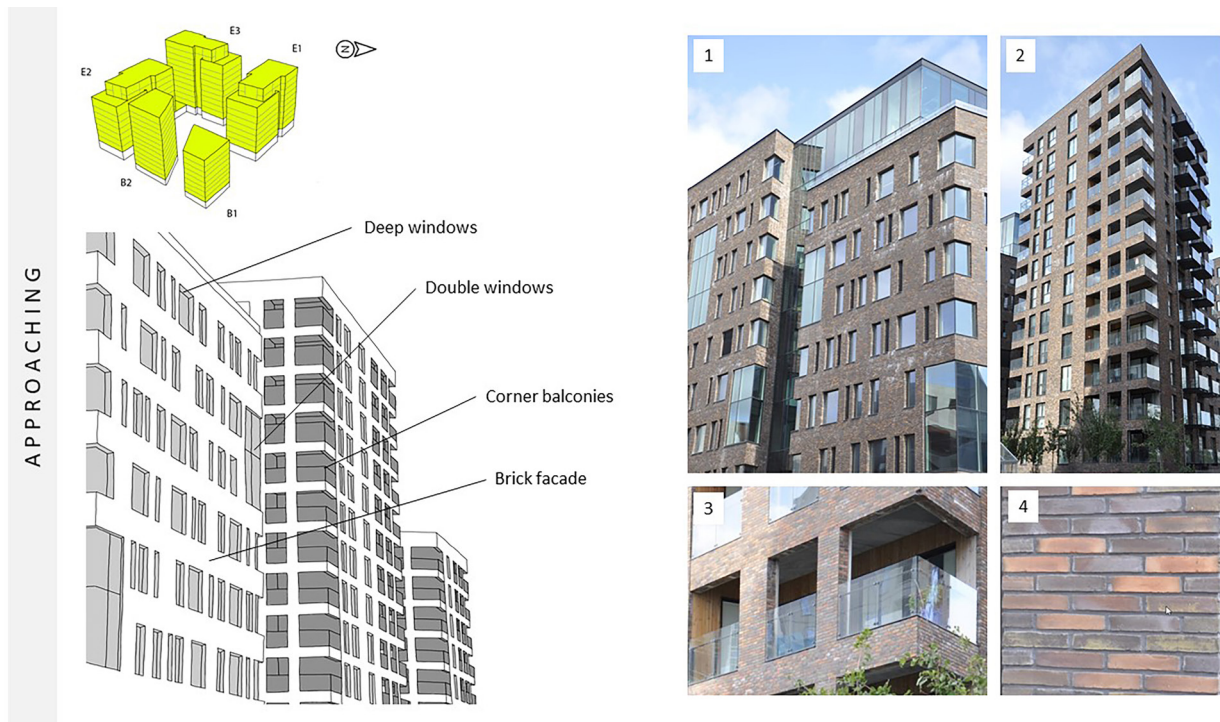 APPROACHING
E3
E1
E2
B2
B1
N
Deep windows
Double windows
Corner balconies
Brick facade
1
2
3
4